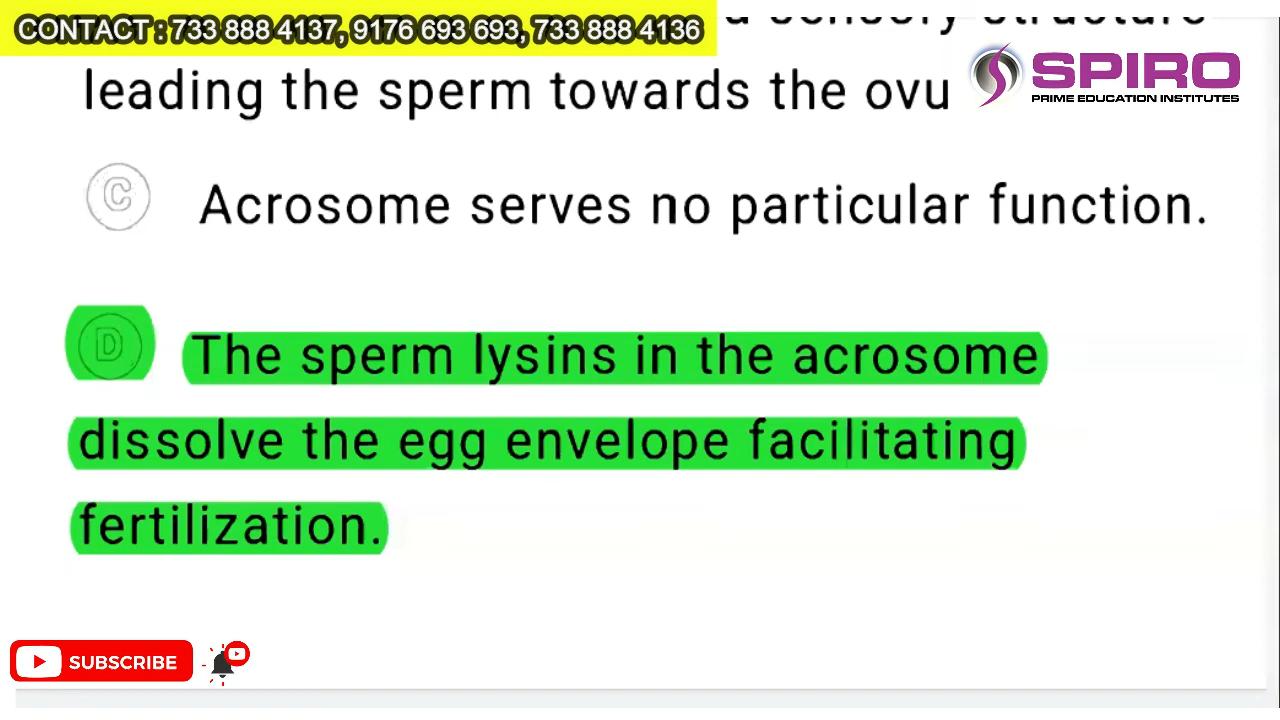 CONTACT : 733 888 4137, 9176 693 693, 733 888 4136
sensory structure
leading the sperm towards the ovu
SPIRO
PRIME EDUCATION INSTITUTES
C Acrosome serves no particular function.
D The sperm lysins in the acrosome
dissolve the egg envelope facilitating
fertilization.
SUBSCRIBE